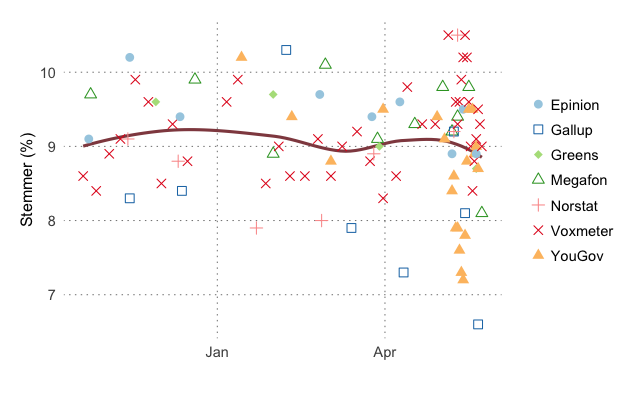 Stemmer (%)
10
9
8
7
Jan
Apr
Epinion
Gallup
Greens
Megafon
Norstat
Voxmeter
YouGov